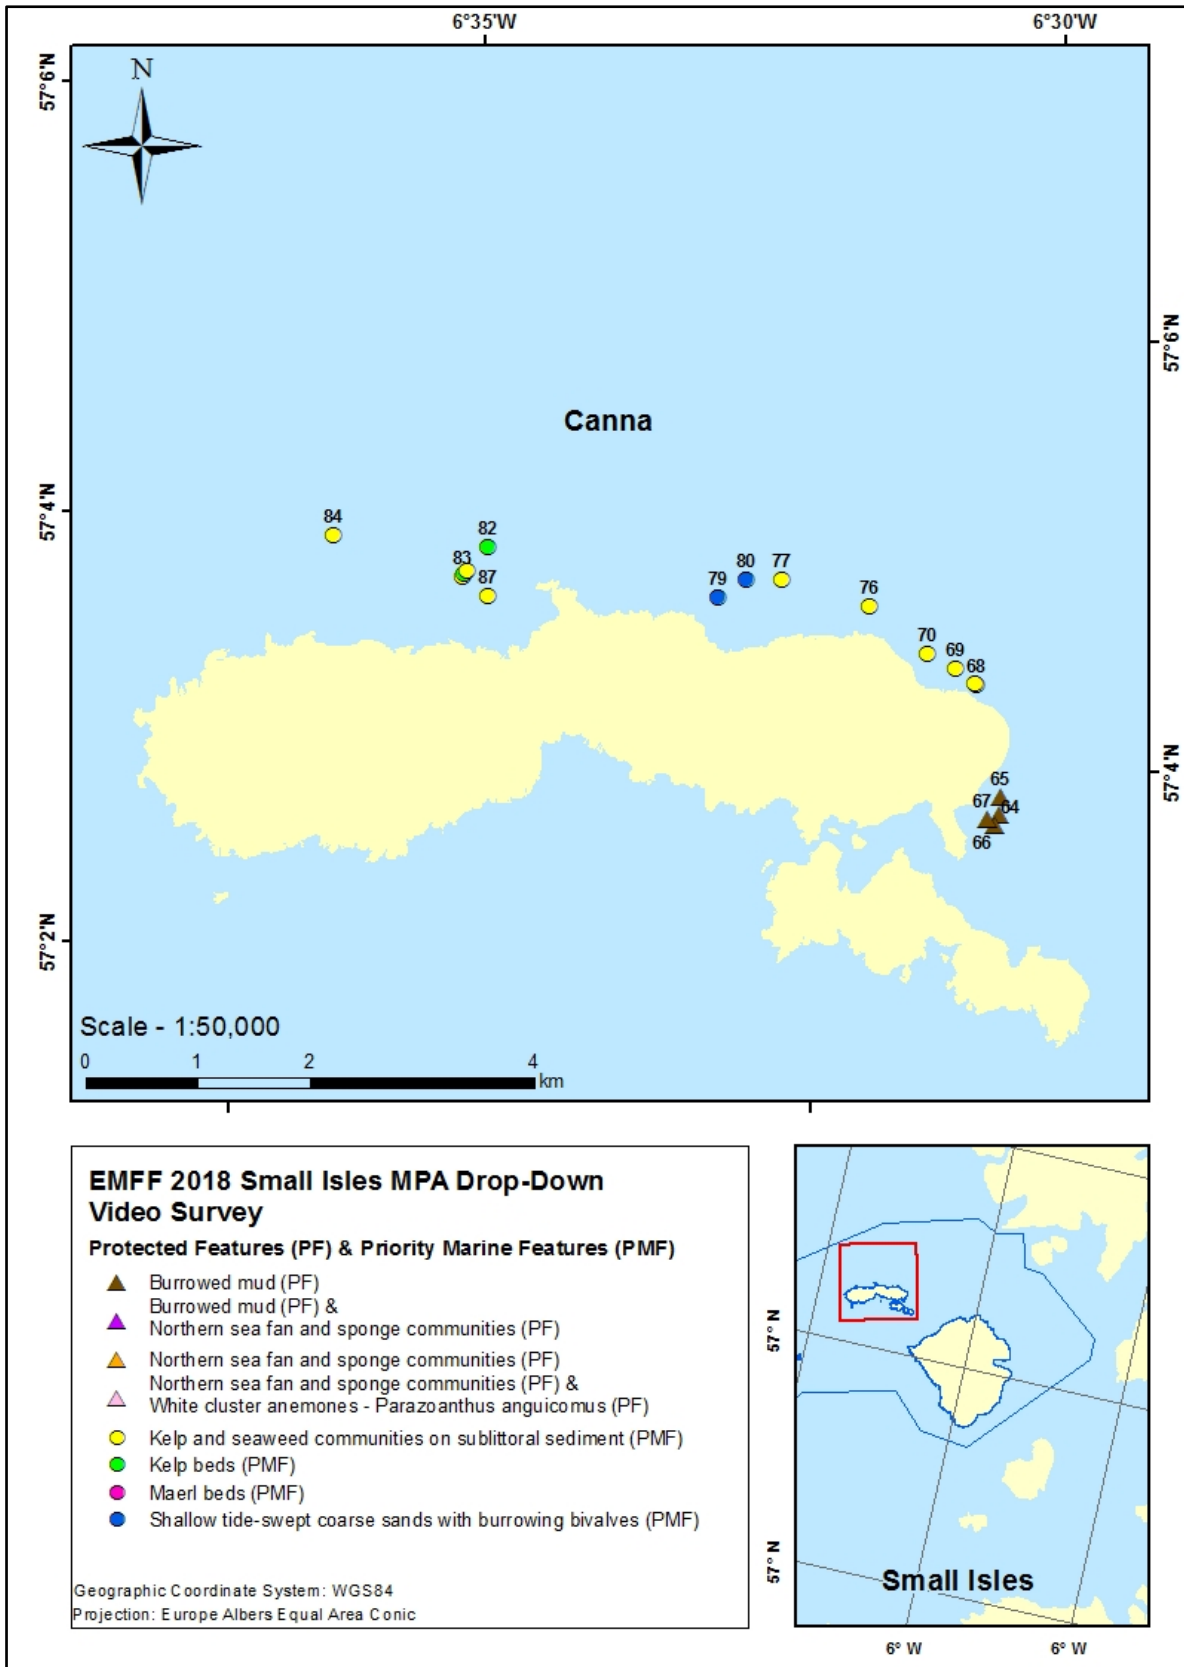 6°35'W
6°30'W
57°6'N
N
57°6'N
Canna
57°4'N
84
82
83
87
80
77
79
76
70
69
68
57°4'N
65
67
64
66
57°2'N
Scale - 1:50,000
0 1 2 4
km
EMFF 2018 Small Isles MPA Drop-Down
Video Survey
Protected Features (PF) & Priority Marine Features (PMF)
Burrowed mud (PF)
Burrowed mud (PF) &
Northern sea fan and sponge communities (PF)
Northern sea fan and sponge communities (PF)
Northern sea fan and sponge communities (PF) &
White cluster anemones - Parazoanthus anguicomus (PF)
Kelp and seaweed communities on sublittoral sediment (PMF)
Kelp beds (PMF)
Maerl beds (PMF)
Shallow tide-swept coarse sands with burrowing bivalves (PMF)
Geographic Coordinate System: WGS84
Projection: Europe Albers Equal Area Conic
57° N
57° N
Small Isles
6° W
6° W